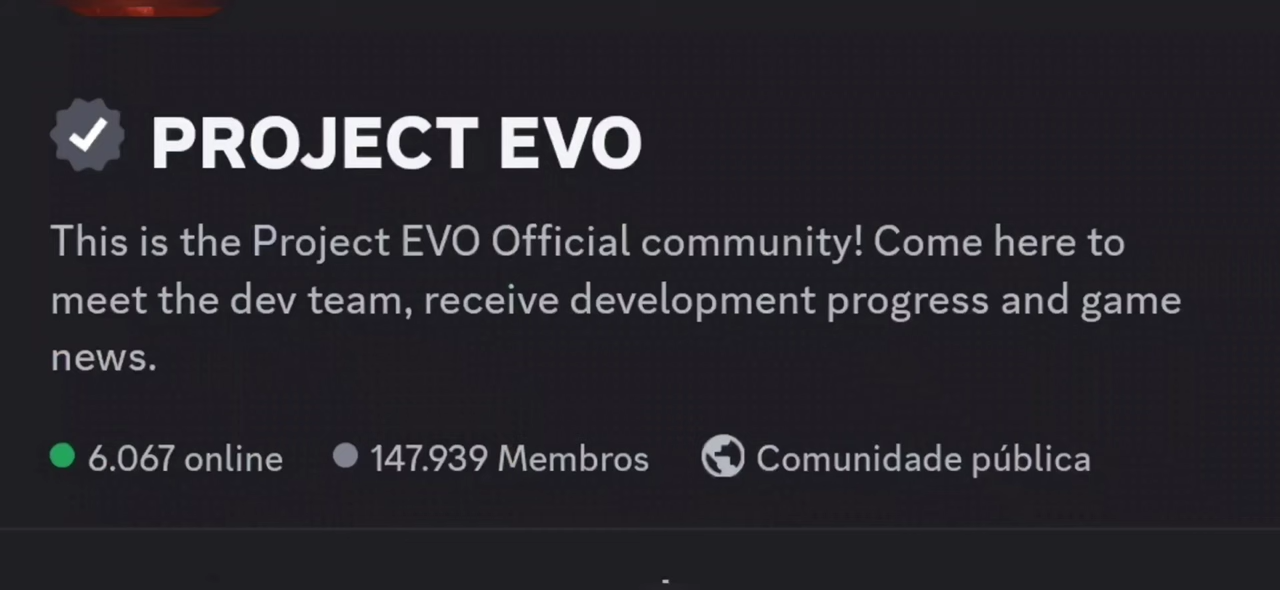 PROJECT EVO
This is the Project EVO Official community! Come here to
meet the dev team, receive development progress and game
news.
6.067 online 147.939 Membros Comunidade pública